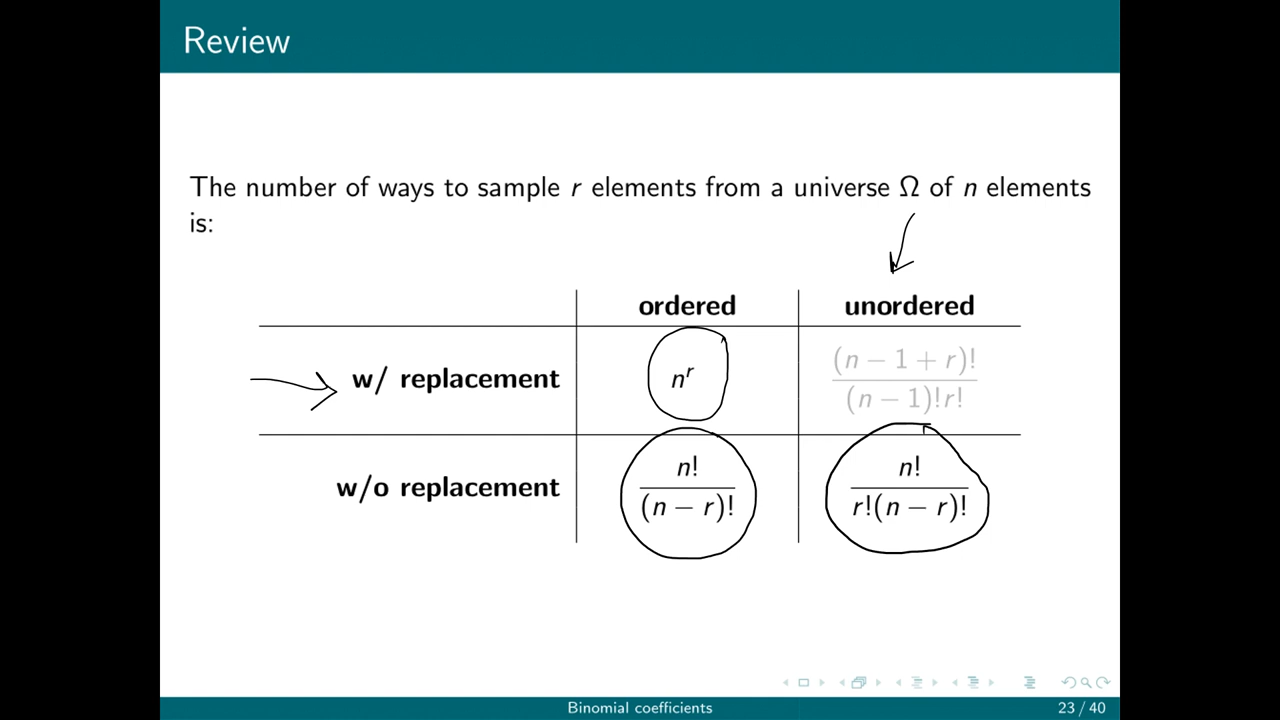 Review
The number of ways to sample r elements from a universe Ω of n elements
is:
ordered unordered
w/ replacement n^r (n − 1 + r)! / (n − 1)!r!
w/o replacement n! / (n − r)! n! / r!(n − r)!
Binomial coefficients 23 / 40